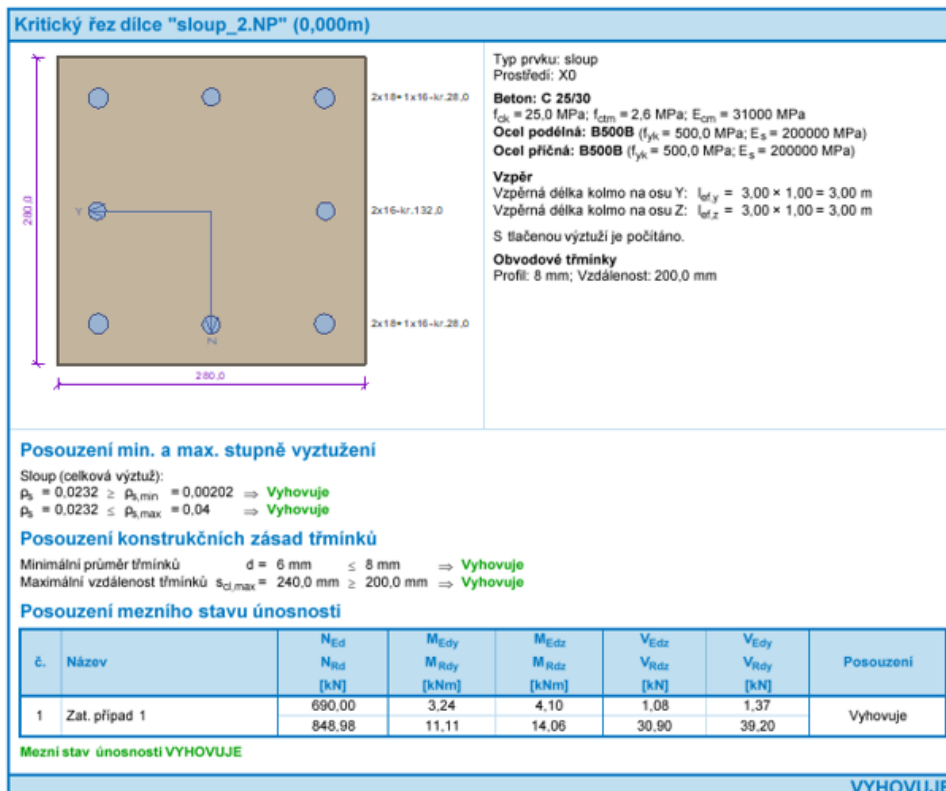 Kritický řez dílce "sloup_2.NP" (0,000m)
2x18+1x16-kr.28,0
2x16-kr.132,0
2x18+1x16-kr.28,0
280,0
280,0
Y
N
Typ prvku: sloup
Prostředí: X0
Beton: C 25/30
fck = 25,0 MPa; fctm = 2,6 MPa; Ecm = 31000 MPa
Ocel podélná: B500B (fyk = 500,0 MPa; Es = 200000 MPa)
Ocel příčná: B500B (fyk = 500,0 MPa; Es = 200000 MPa)
Vzpěr
Vzpěrná délka kolmo na osu Y: lef,y = 3,00 × 1,00 = 3,00 m
Vzpěrná délka kolmo na osu Z: lef,z = 3,00 × 1,00 = 3,00 m
S tlačenou výztuží je počítáno.
Obvodové třmínky
Profil: 8 mm; Vzdálenost: 200,0 mm
Posouzení min. a max. stupně vyztužení
Sloup (celková výztuž):
ρs = 0,0232 ≥ ρs,min = 0,00202 ⇒ Vyhovuje
ρs = 0,0232 ≤ ρs,max = 0,04 ⇒ Vyhovuje
Posouzení konstrukčních zásad třmínků
Minimální průměr třmínků d = 6 mm ≤ 8 mm ⇒ Vyhovuje
Maximální vzdálenost třmínků scl,max = 240,0 mm ≥ 200,0 mm ⇒ Vyhovuje
Posouzení mezního stavu únosnosti
NEd MEdy MEdz VEdz VEdy
č. Název NRd MRdy MRdz VRdz VRdy Posouzení
[kN] [kNm] [kNm] [kN] [kN]
690,00 3,24 4,10 1,08 1,37
1 Zat. případ 1 Vyhovuje
848,98 11,11 14,06 30,90 39,20
Mezní stav únosnosti VYHOVUJE
VYHOVUJE